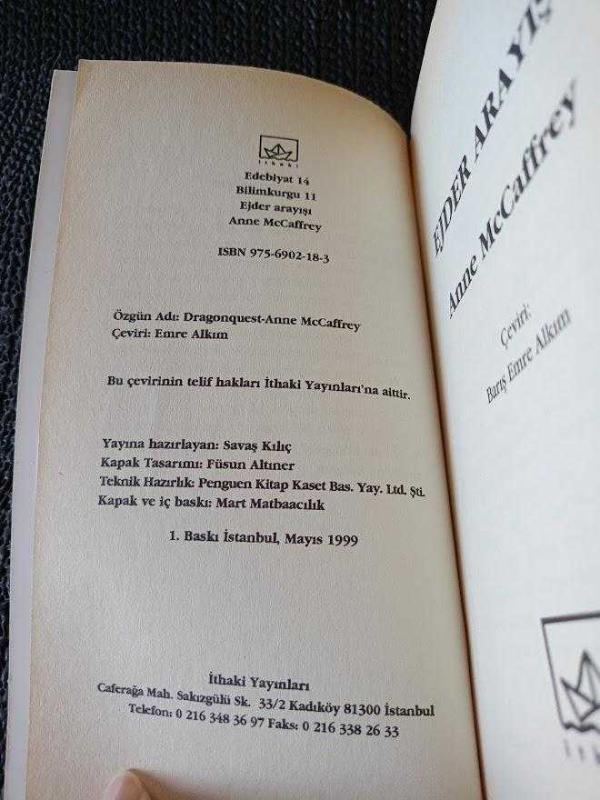 İthaki
Edebiyat 14
Bilimkurgu 11
Ejder arayışı
Anne McCaffrey
ISBN 975-6902-18-3
Özgün Adı: Dragonquest-Anne McCaffrey
Çeviri: Emre Alkım
Bu çevirinin telif hakları İthaki Yayınları'na aittir.
Yayına hazırlayan: Savaş Kılıç
Kapak Tasarımı: Füsun Altıner
Teknik Hazırlık: Penguen Kitap Kaset Bas. Yay. Ltd. Şti.
Kapak ve iç baskı: Mart Matbaacılık
1. Baskı İstanbul, Mayıs 1999
İthaki Yayınları
Caferağa Mah. Sakızgülü Sk. 33/2 Kadıköy 81300 İstanbul
Telefon: 0 216 348 36 97 Faks: 0 216 338 26 33
EJDER ARAYIŞ
Anne McCaffrey
Çeviri:
Barış Emre Alkım